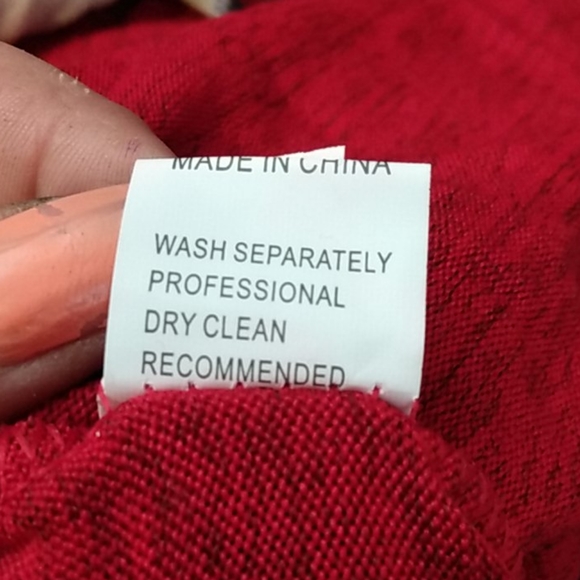 MADE IN CHINA
WASH SEPARATELY
PROFESSIONAL
DRY CLEAN
RECOMMENDED